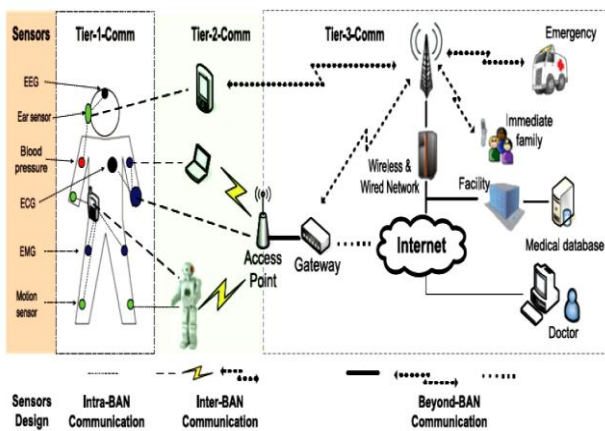 Sensors
Tier-1-Comm
Tier-2-Comm
Tier-3-Comm
EEG
Ear sensor
Blood
pressure
ECG
EMG
Motion
sensor
Access
Point
Gateway
Wireless &
Wired Network
Internet
Emergency
Immediate
family
Facility
Medical database
Doctor
Sensors
Design
Intra-BAN
Communication
Inter-BAN
Communication
Beyond-BAN
Communication